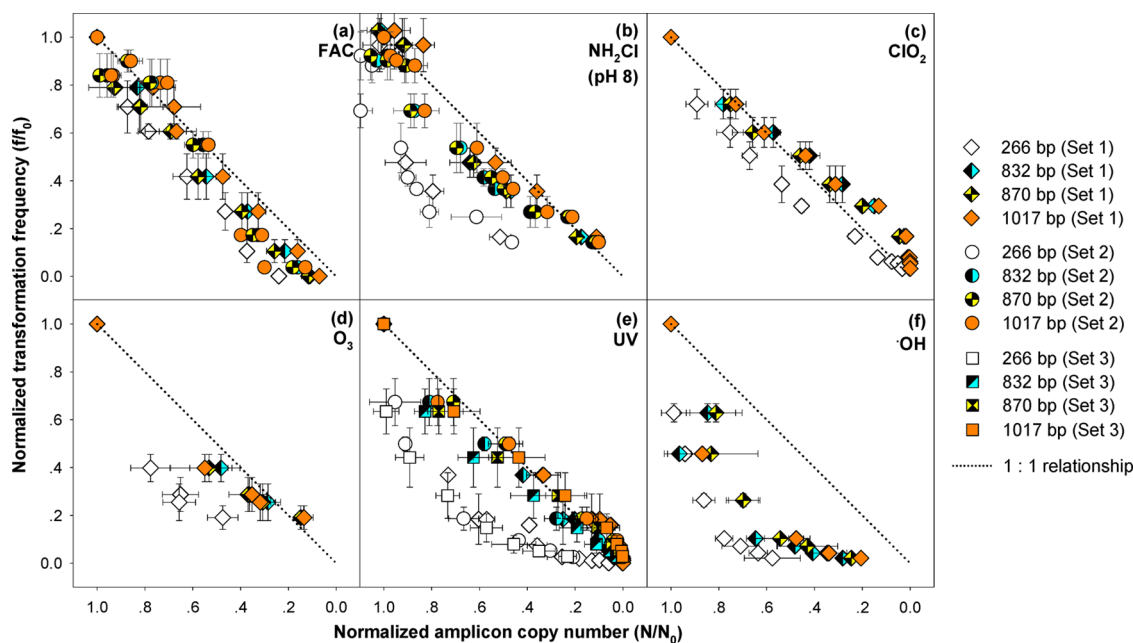 Normalized transformation frequency (f/f0)
1.0
.8
.6
.4
.2
0.0
(a)
FAC
(b)
NH2Cl
(pH 8)
(c)
ClO2
1.0
.8
.6
.4
.2
0.0
(d)
O3
(e)
UV
(f)
·OH
1.0 .8 .6 .4 .2 0.0
1.0 .8 .6 .4 .2 0.0
1.0 .8 .6 .4 .2 0.0
Normalized amplicon copy number (N/N0)
266 bp (Set 1)
832 bp (Set 1)
870 bp (Set 1)
1017 bp (Set 1)
266 bp (Set 2)
832 bp (Set 2)
870 bp (Set 2)
1017 bp (Set 2)
266 bp (Set 3)
832 bp (Set 3)
870 bp (Set 3)
1017 bp (Set 3)
1 : 1 relationship